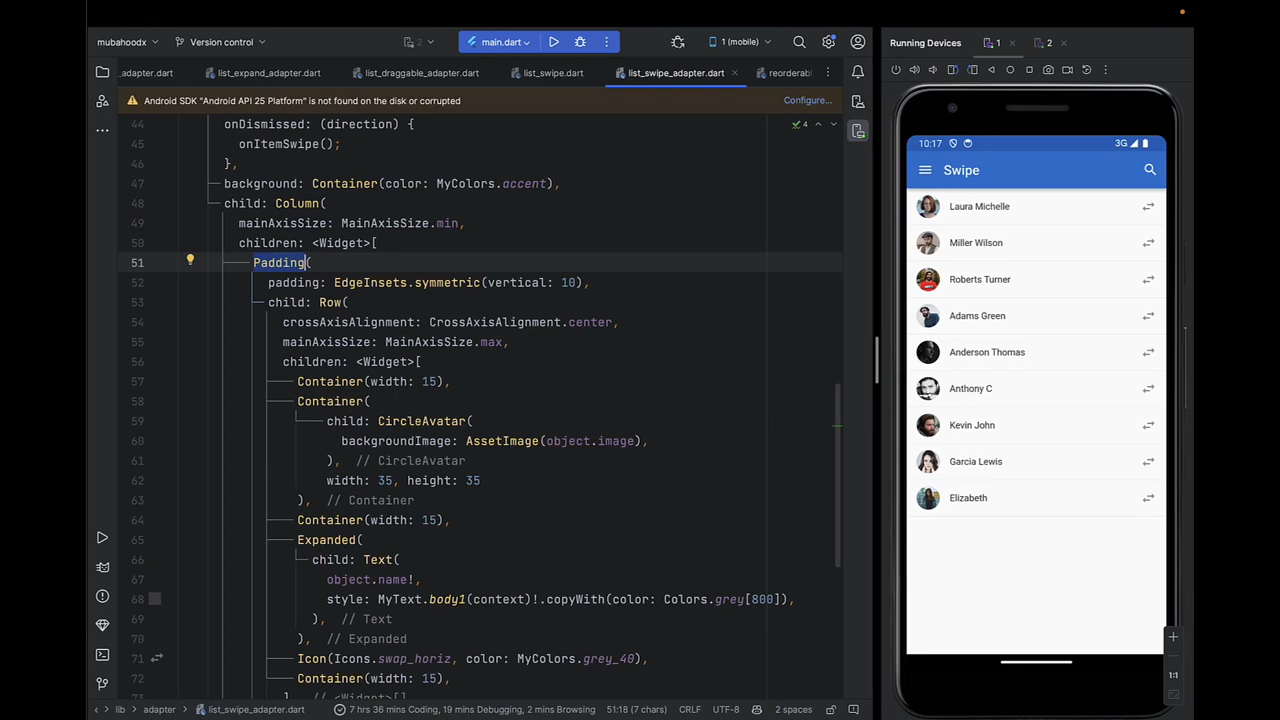 mubahoodx
Version control
2
main.dart
1 (mobile)
Running Devices
1
2
_adapter.dart
list_expand_adapter.dart
list_draggable_adapter.dart
list_swipe.dart
list_swipe_adapter.dart
reorderabl
Android SDK "Android API 25 Platform" is not found on the disk or corrupted
Configure...
4
44 onDismissed: (direction) {
45 onItemSwipe();
46 },
47 background: Container(color: MyColors.accent),
48 child: Column(
49 mainAxisSize: MainAxisSize.min,
50 children: <Widget>[
51 Padding(
52 padding: EdgeInsets.symmetric(vertical: 10),
53 child: Row(
54 crossAxisAlignment: CrossAxisAlignment.center,
55 mainAxisSize: MainAxisSize.max,
56 children: <Widget>[
57 Container(width: 15),
58 Container(
59 child: CircleAvatar(
60 backgroundImage: AssetImage(object.image),
61 ), // CircleAvatar
62 width: 35, height: 35
63 ), // Container
64 Container(width: 15),
65 Expanded(
66 child: Text(
67 object.name!,
68 style: MyText.body1(context)!.copyWith(color: Colors.grey[800]),
69 ), // Text
70 ), // Expanded
71 Icon(Icons.swap_horiz, color: MyColors.grey_40),
72 Container(width: 15),
73 ], // <Widget>[]
lib
adapter
list_swipe_adapter.dart
7 hrs 36 mins Coding, 19 mins Debugging, 2 mins Browsing
51:18 (7 chars)
CRLF
UTF-8
2 spaces
10:17
3G
Swipe
Laura Michelle
Miller Wilson
Roberts Turner
Adams Green
Anderson Thomas
Anthony C
Kevin John
Garcia Lewis
Elizabeth
1:1